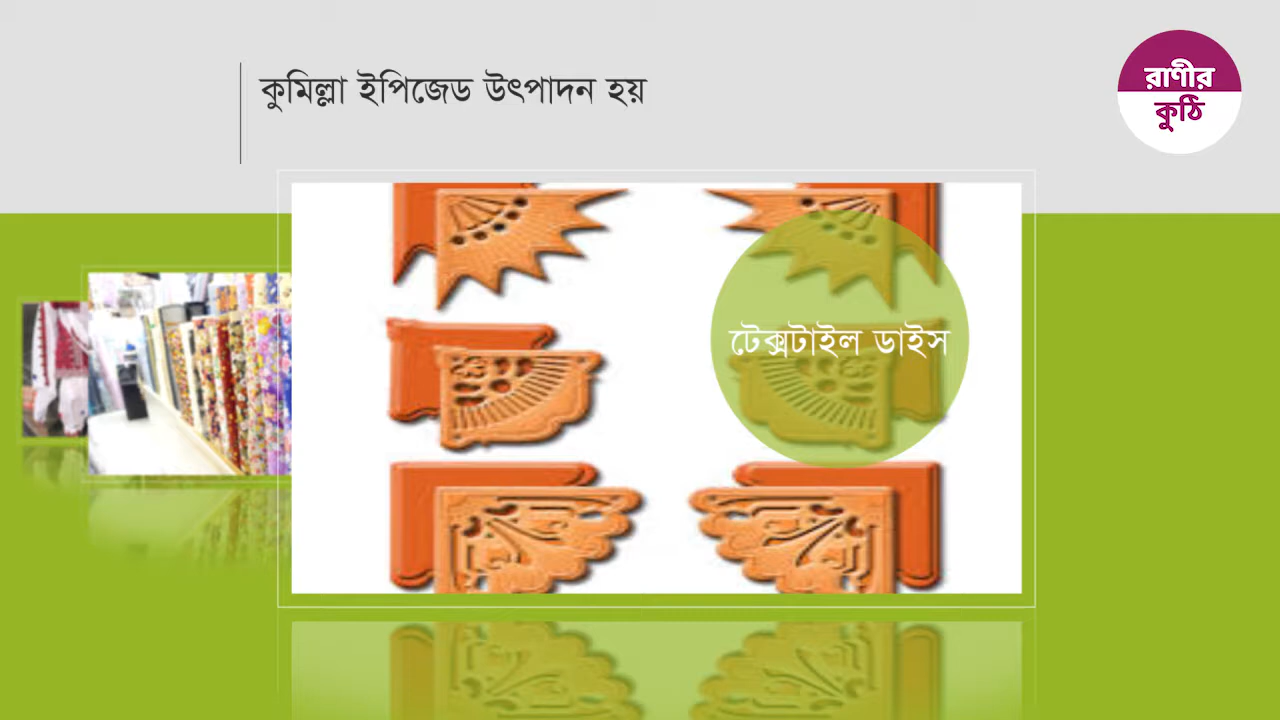 কুমিল্লা ইপিজেড উৎপাদন হয়
রাণীর
কুঠি
টেক্সটাইল ডাইস